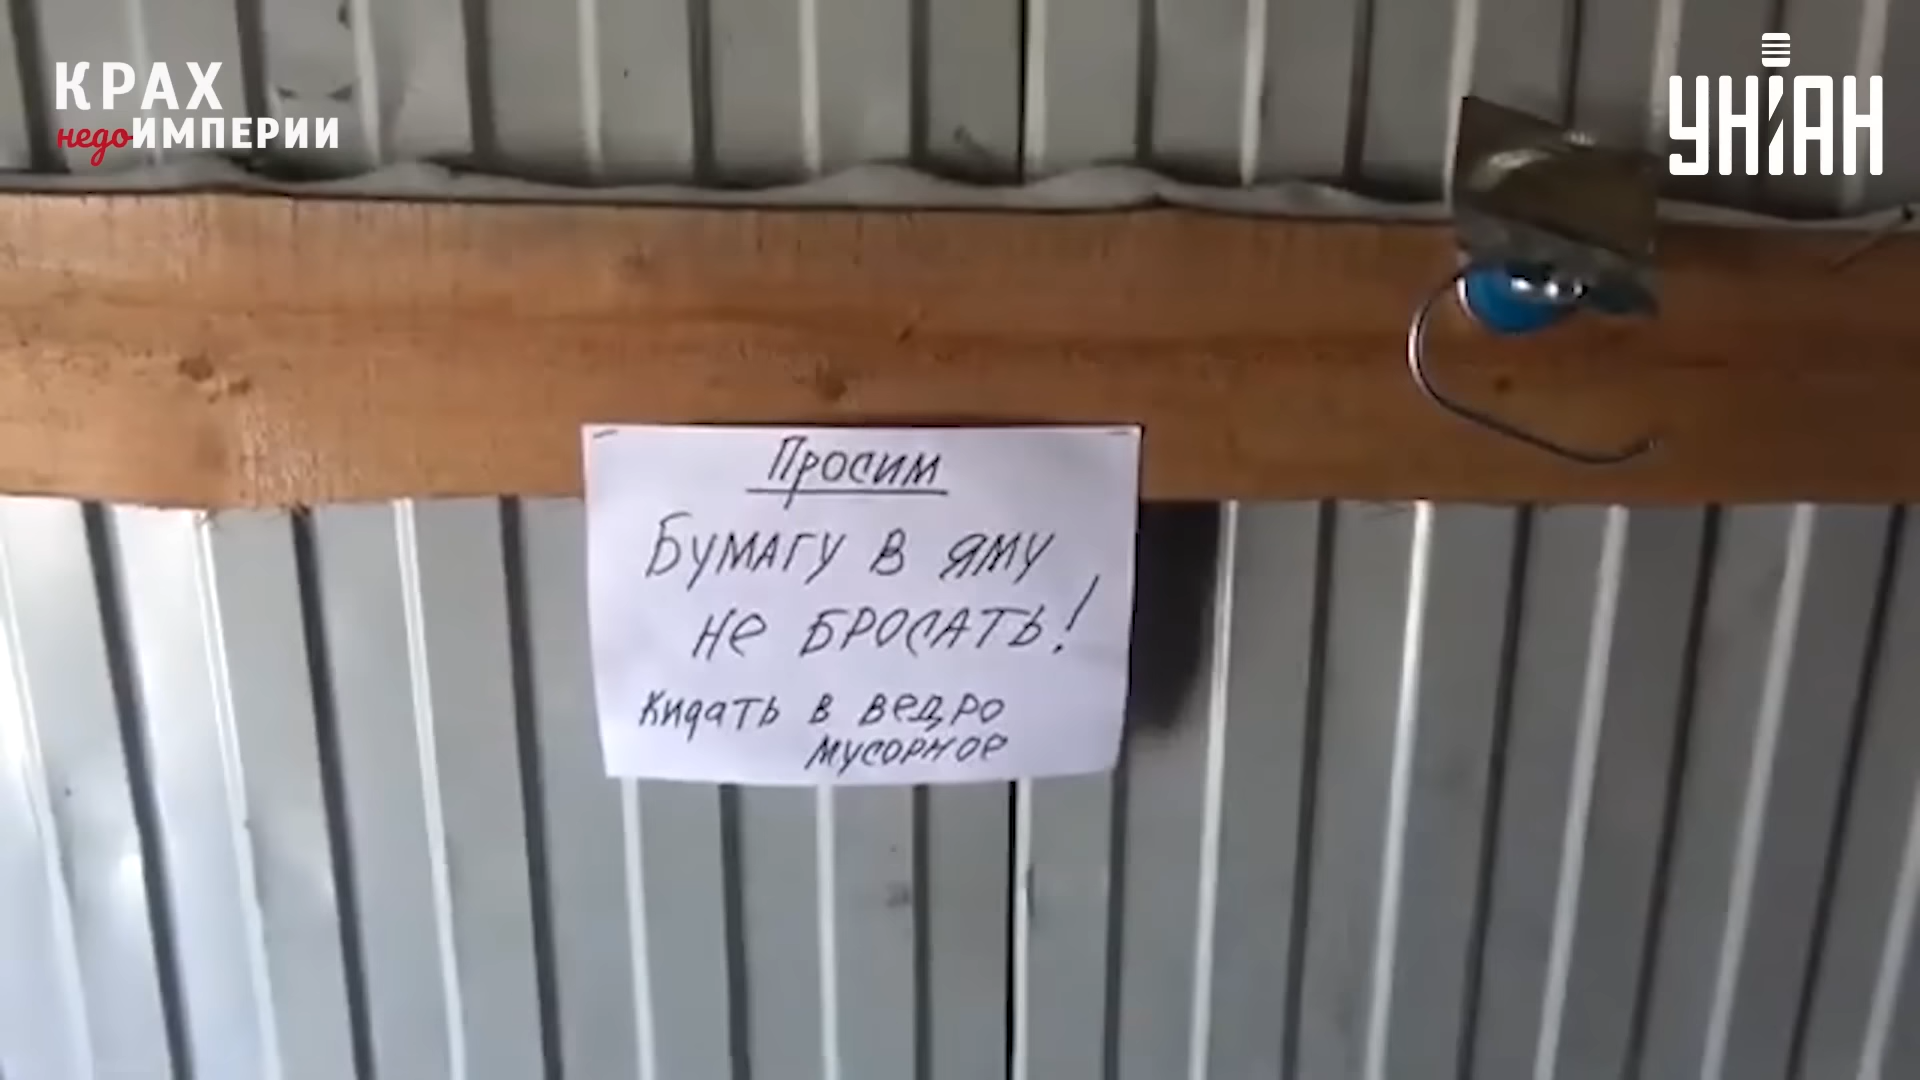 КРАХ
недоИМПЕРИИ
УНІАН
Просим
БУМАГУ В ЯМУ
НЕ БРОСАТЬ!
Кидать в ведро
мусорное